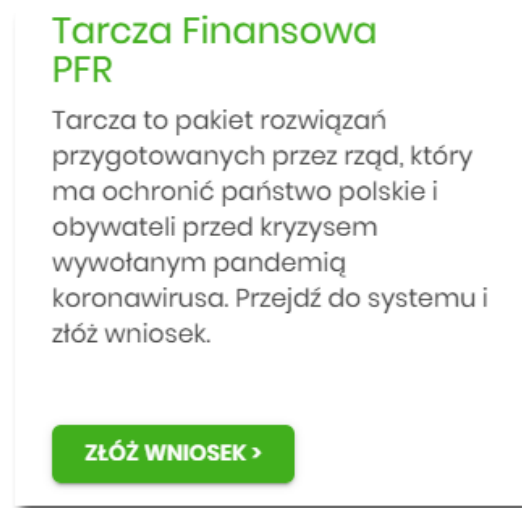 Tarcza Finansowa
PFR
Tarcza to pakiet rozwiązań
przygotowanych przez rząd, który
ma ochronić państwo polskie i
obywateli przed kryzysem
wywołanym pandemią
koronawirusa. Przejdź do systemu i
złóż wniosek.
ZŁÓŻ WNIOSEK >